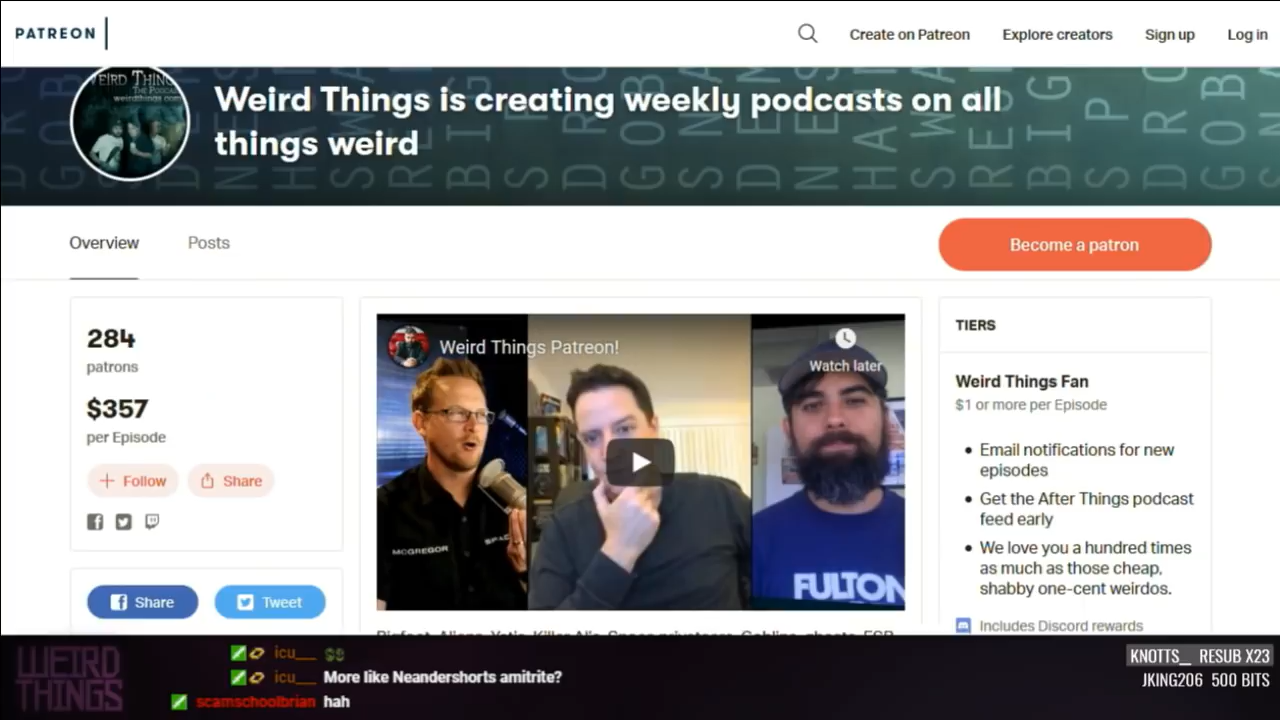 PATREON
Create on Patreon
Explore creators
Sign up
Log in
WEIRD THINGS
THE PODCAST
weirdthings.com
Weird Things is creating weekly podcasts on all
things weird
Overview
Posts
Become a patron
284
patrons
$357
per Episode
Follow
Share
Share
Tweet
Weird Things Patreon!
Watch later
MCGREGOR
SPAC
FULTON
TIERS
Weird Things Fan
$1 or more per Episode
Email notifications for new
episodes
Get the After Things podcast
feed early
We love you a hundred times
as much as those cheap,
shabby one-cent weirdos.
Includes Discord rewards
WEIRD
THINGS
icu__
icu__ More like Neandershorts amitrite?
scamschoolbrian hah
KNOTTS_ RESUB X23
JKING206 500 BITS